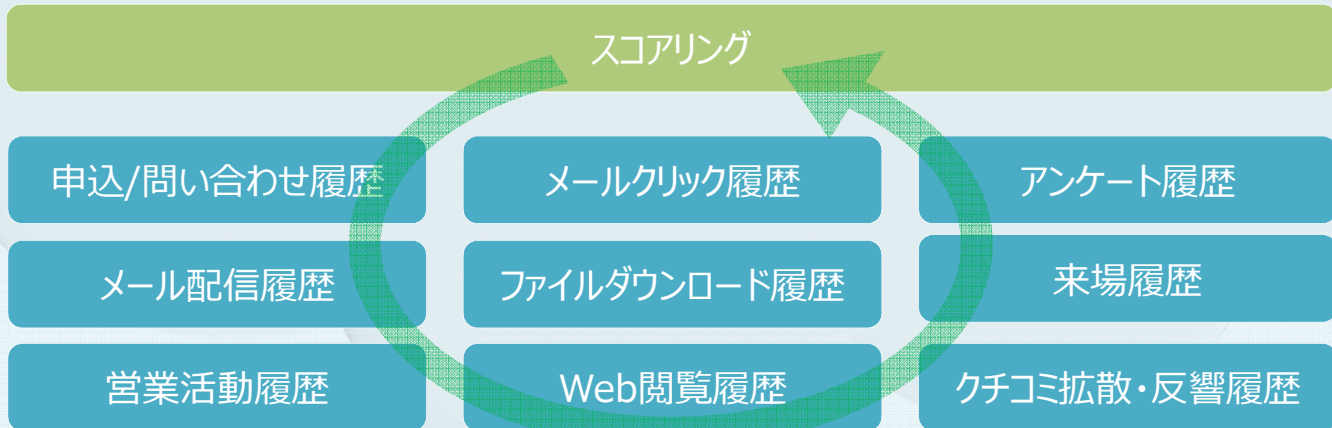 スコアリング
申込/問い合わせ履歴
メールクリック履歴
アンケート履歴
メール配信履歴
ファイルダウンロード履歴
来場履歴
営業活動履歴
Web閲覧履歴
クチコミ拡散・反響履歴